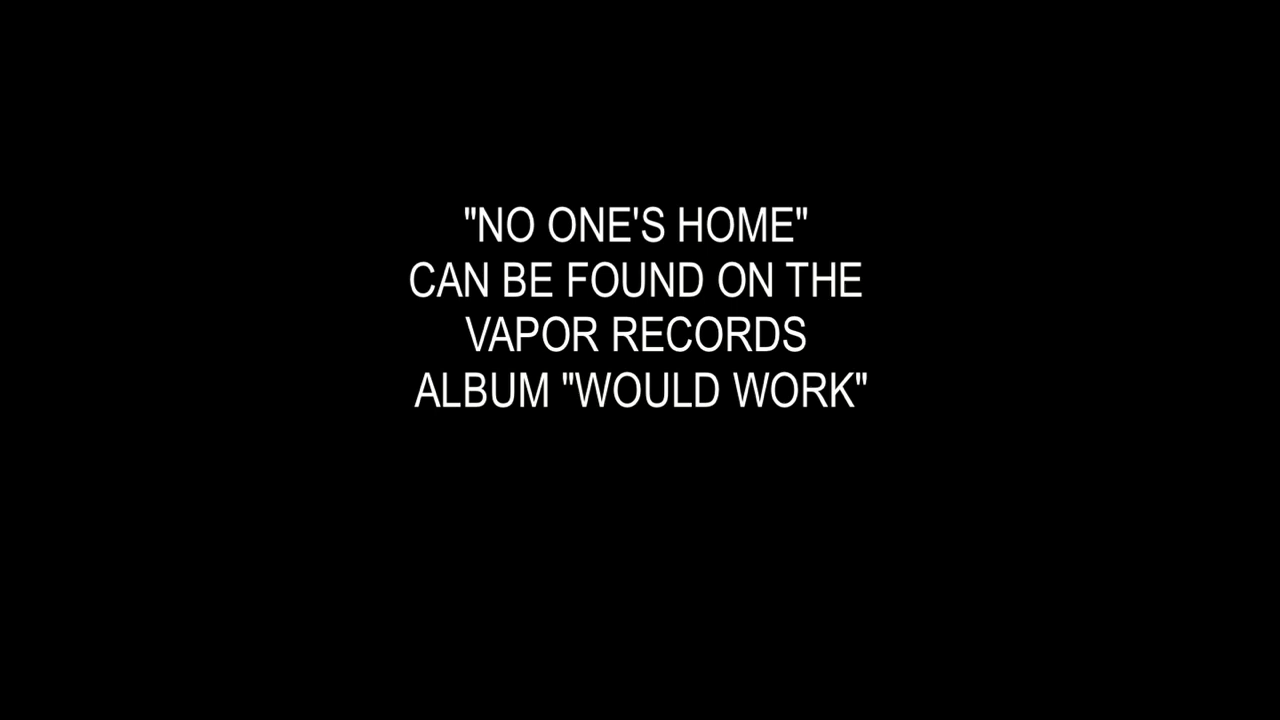 "NO ONE'S HOME"
CAN BE FOUND ON THE
VAPOR RECORDS
ALBUM "WOULD WORK"